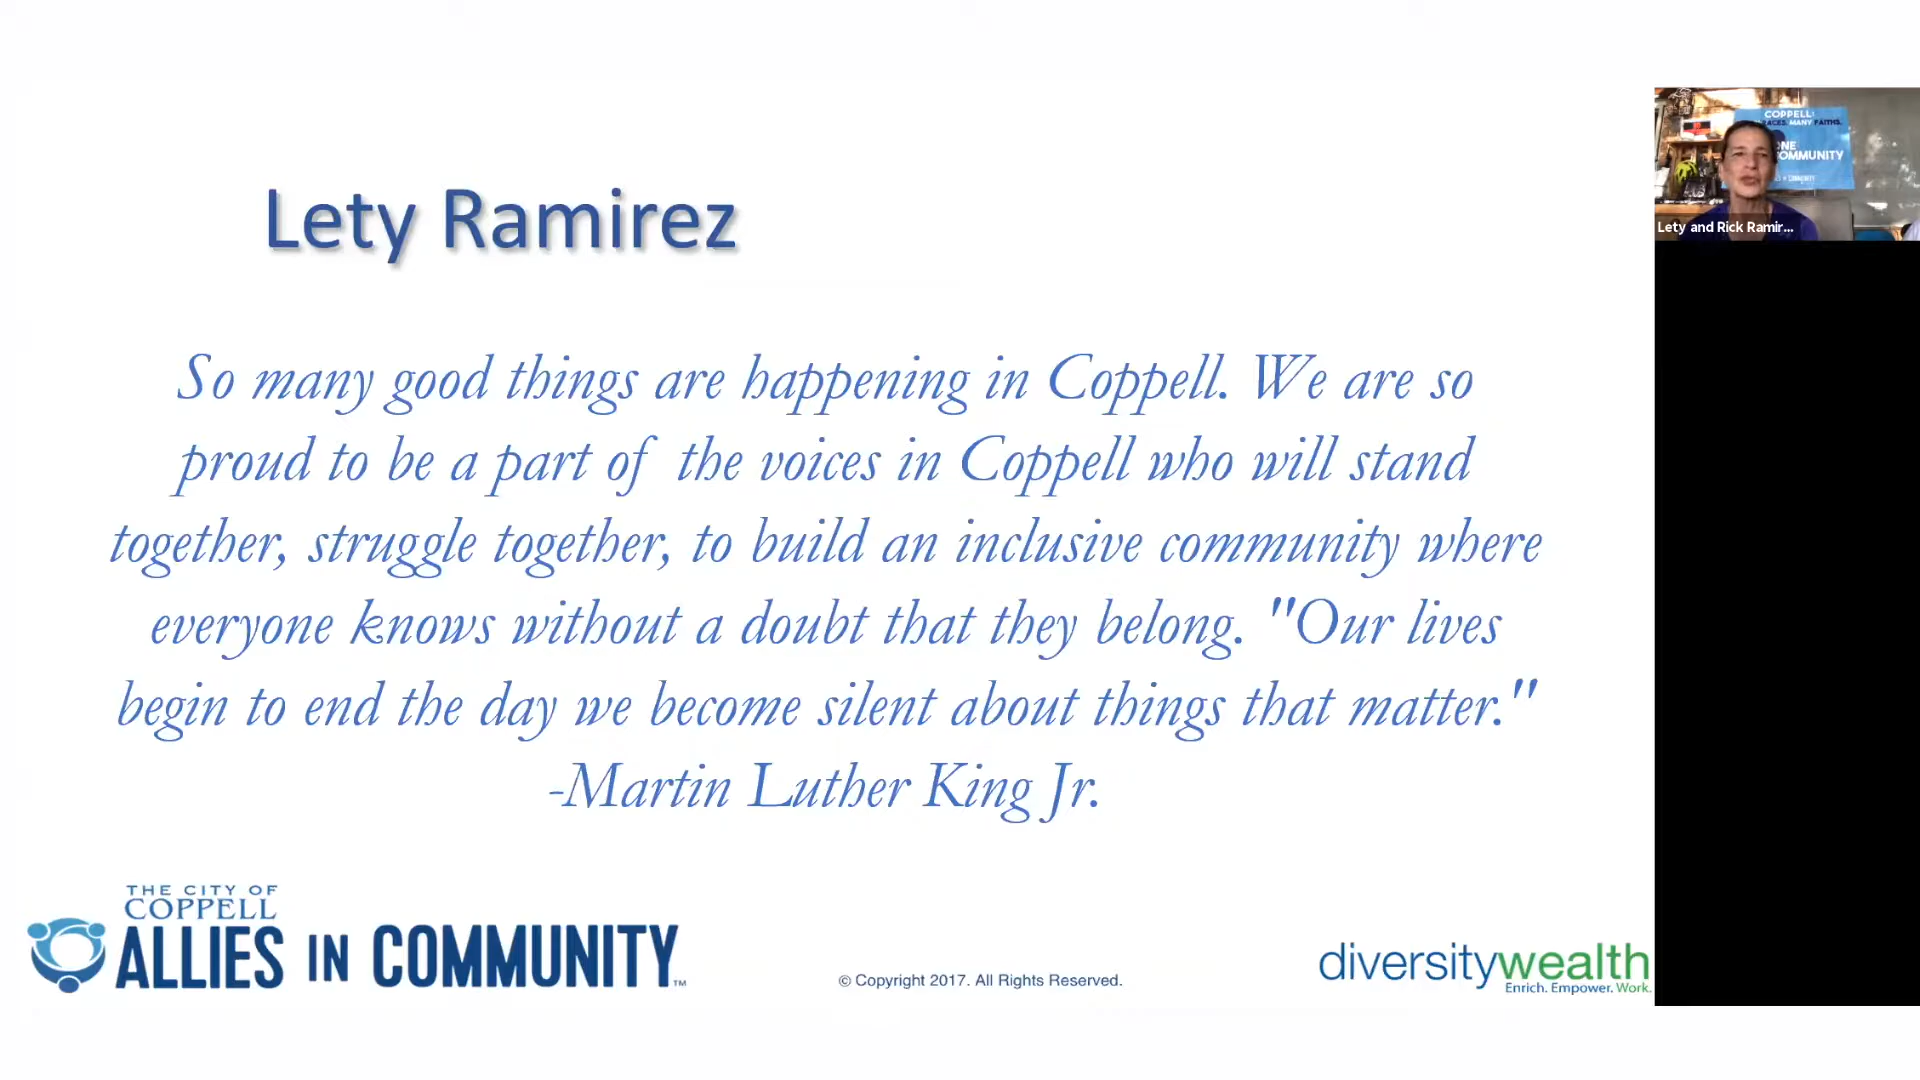 Lety Ramirez
So many good things are happening in Coppell. We are so
proud to be a part of the voices in Coppell who will stand
together, struggle together, to build an inclusive community where
everyone knows without a doubt that they belong. "Our lives
begin to end the day we become silent about things that matter."
-Martin Luther King Jr.
THE CITY OF
COPPELL
ALLIES IN COMMUNITY™
© Copyright 2017. All Rights Reserved.
diversitywealth
Enrich. Empower. Work.
COPPELL:
MANY FAITHS.
COMMUNITY
Lety and Rick Ramir...